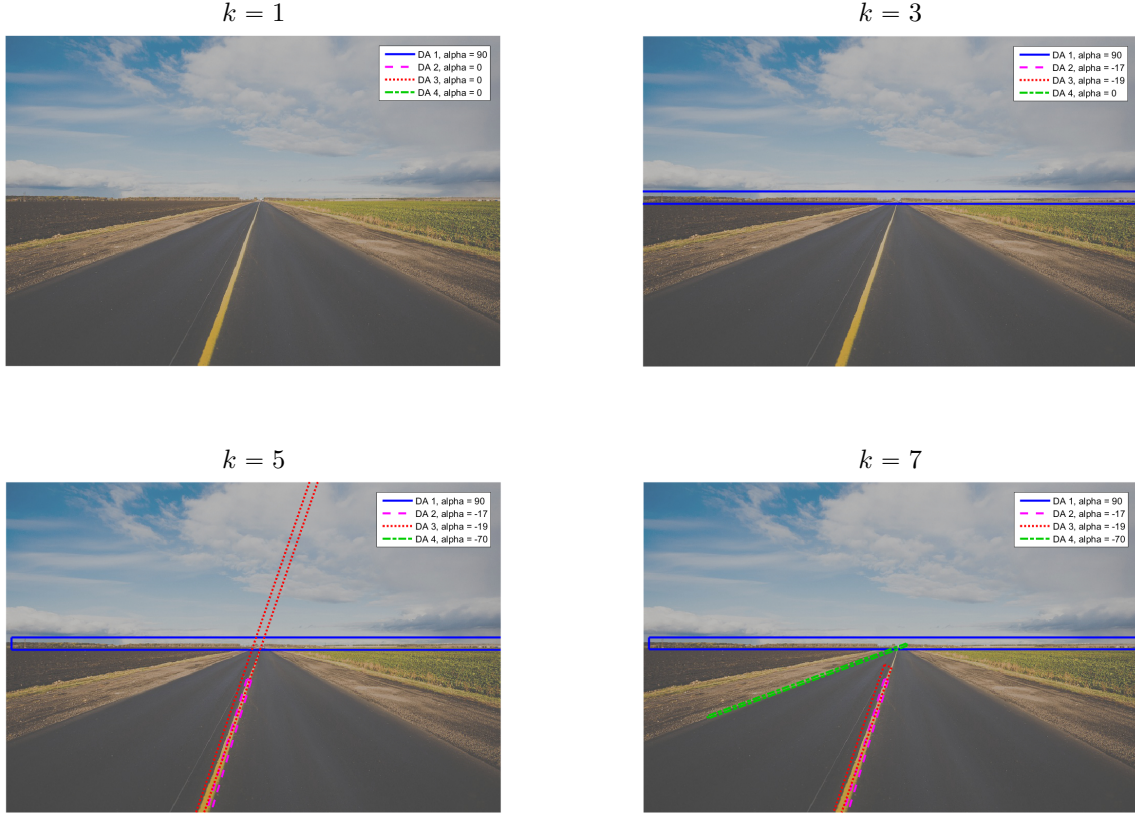 k = 1
DA 1, alpha = 90
DA 2, alpha = 0
DA 3, alpha = 0
DA 4, alpha = 0
k = 3
DA 1, alpha = 90
DA 2, alpha = -17
DA 3, alpha = -19
DA 4, alpha = 0
k = 5
DA 1, alpha = 90
DA 2, alpha = -17
DA 3, alpha = -19
DA 4, alpha = -70
k = 7
DA 1, alpha = 90
DA 2, alpha = -17
DA 3, alpha = -19
DA 4, alpha = -70